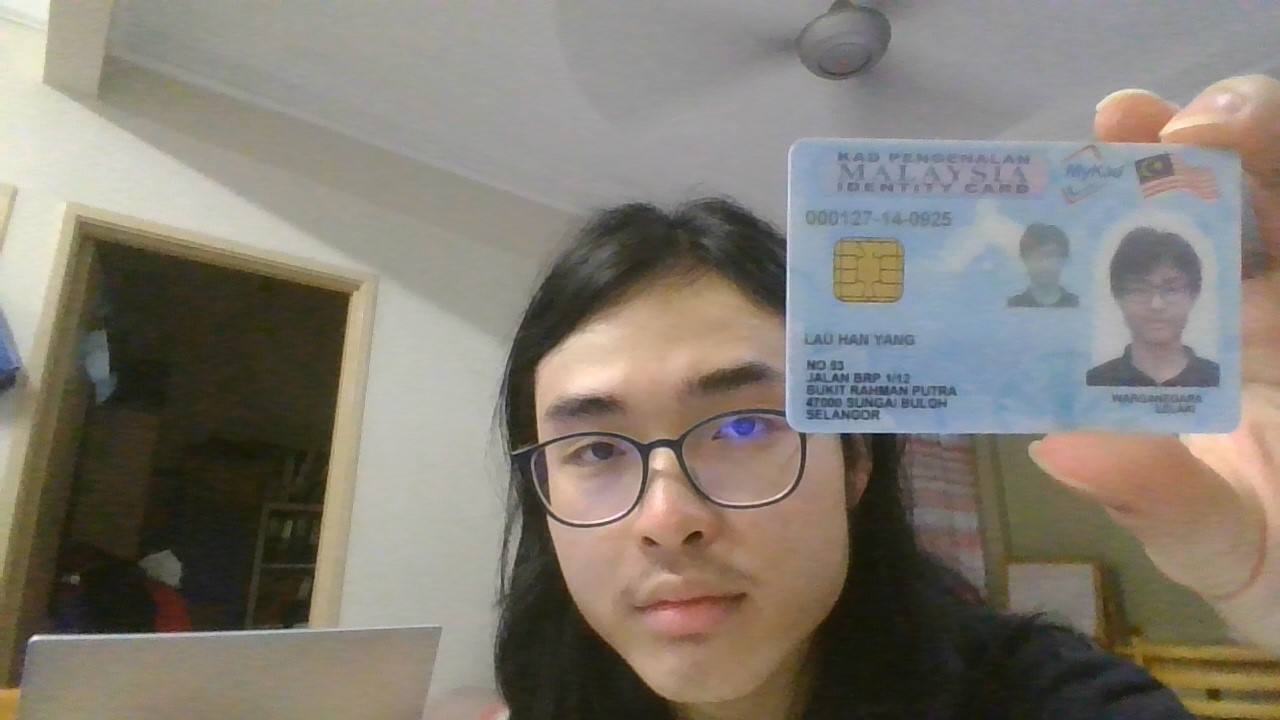 KAD PENGENALAN
MALAYSIA
IDENTITY CARD
MyKad
000127-14-0925
LAU HAN YANG
NO 53
JALAN BRP 1/12
BUKIT RAHMAN PUTRA
47000 SUNGAI BULOH
SELANGOR
WARGANEGARA
LELAKI